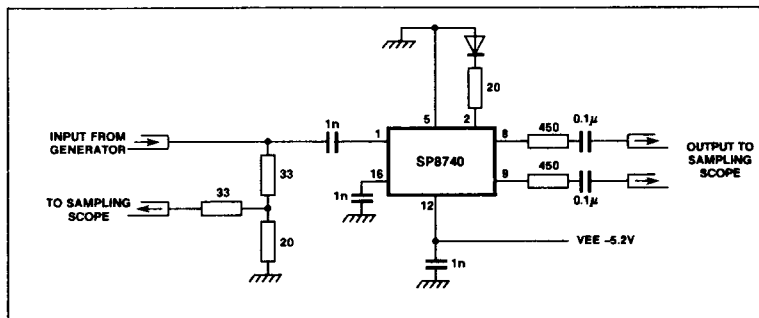 20
INPUT FROM
GENERATOR
1n
1
5
2
8
450
0.1μ
SP8740
OUTPUT TO
SAMPLING
SCOPE
33
16
9
450
0.1μ
TO SAMPLING
SCOPE
33
1n
12
20
VEE -5.2V
1n